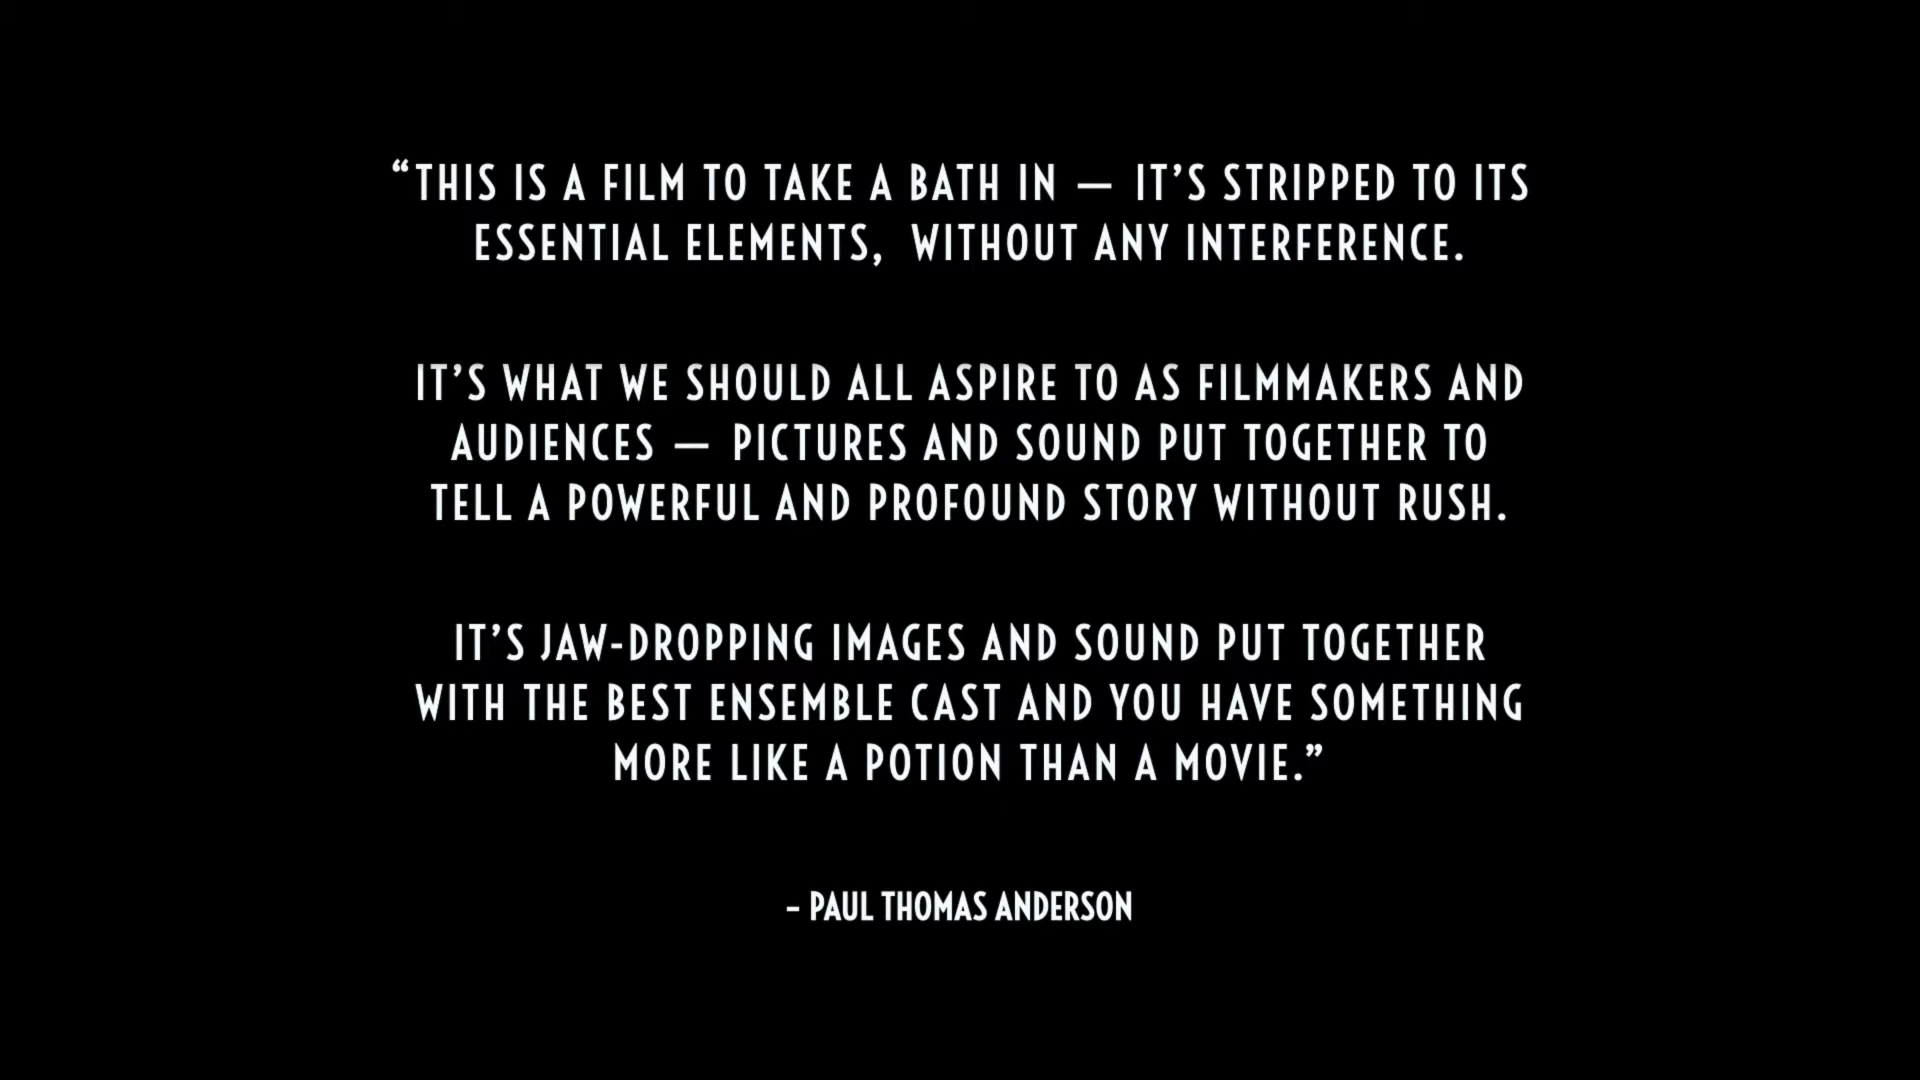 “THIS IS A FILM TO TAKE A BATH IN — IT’S STRIPPED TO ITS
ESSENTIAL ELEMENTS, WITHOUT ANY INTERFERENCE.
IT’S WHAT WE SHOULD ALL ASPIRE TO AS FILMMAKERS AND
AUDIENCES — PICTURES AND SOUND PUT TOGETHER TO
TELL A POWERFUL AND PROFOUND STORY WITHOUT RUSH.
IT’S JAW-DROPPING IMAGES AND SOUND PUT TOGETHER
WITH THE BEST ENSEMBLE CAST AND YOU HAVE SOMETHING
MORE LIKE A POTION THAN A MOVIE.”
– PAUL THOMAS ANDERSON